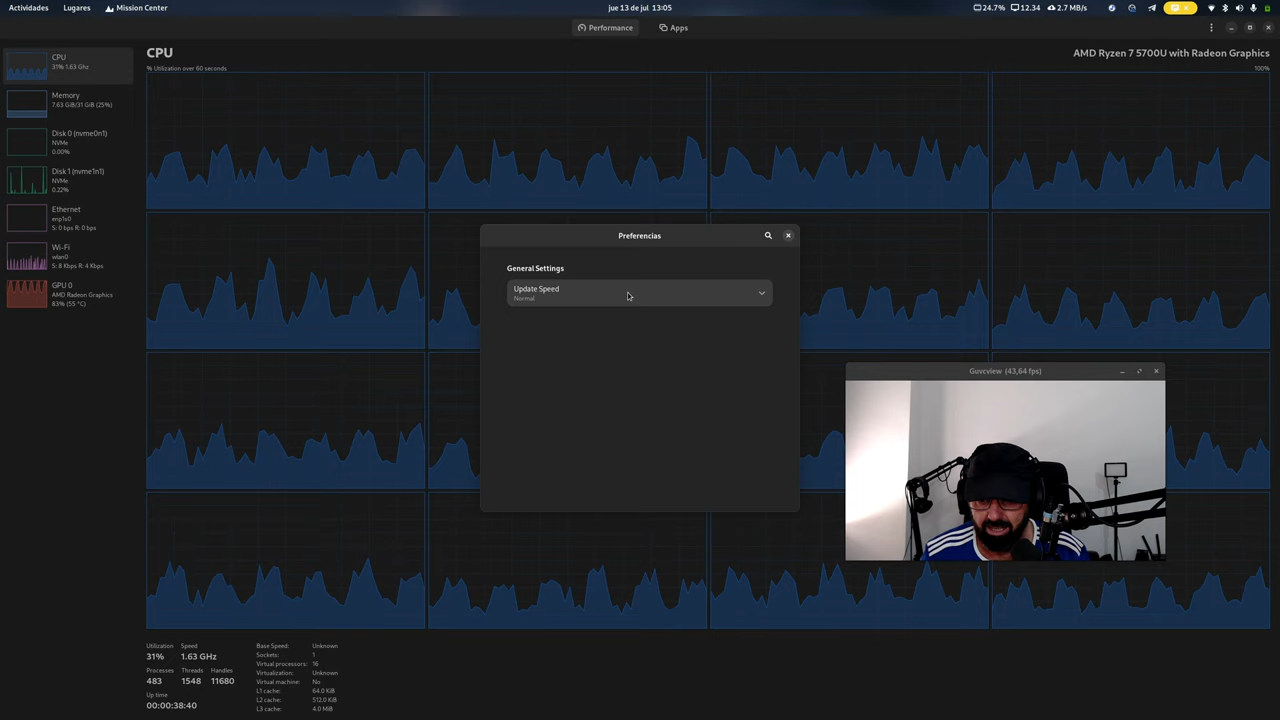 Actividades Lugares Mission Center jue 13 de jul 13:05 24.7% 12.34 2.7 MB/s
Performance Apps
CPU
31% 1.63 Ghz
Memory
7.63 GiB/31 GiB (25%)
Disk 0 (nvme0n1)
NVMe
0.00%
Disk 1 (nvme1n1)
NVMe
0.22%
Ethernet
enp1s0
S: 0 bps R: 0 bps
Wi-Fi
wlan0
S: 8 Kbps R: 4 Kbps
GPU 0
AMD Radeon Graphics
83% (55 °C)
CPU AMD Ryzen 7 5700U with Radeon Graphics
% Utilization over 60 seconds 100%
Preferencias
General Settings
Update Speed
Normal
Guvcview (43,64 fps)
Utilization Speed
31% 1.63 GHz
Processes Threads Handles
483 1548 11680
Up time
00:00:38:40
Base Speed: Unknown
Sockets: 1
Virtual processors: 16
Virtualization: Unknown
Virtual machine: No
L1 cache: 64.0 KiB
L2 cache: 512.0 KiB
L3 cache: 4.0 MiB